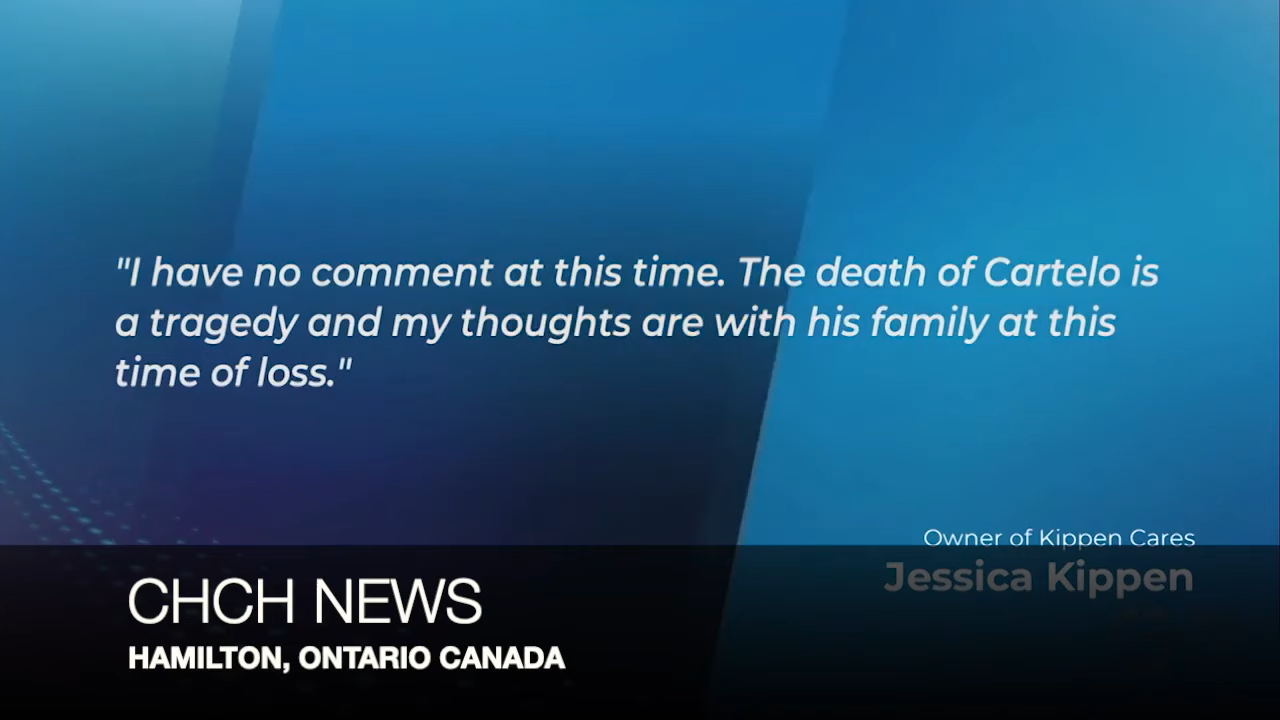 "I have no comment at this time. The death of Cartelo is
a tragedy and my thoughts are with his family at this
time of loss."
Owner of Kippen Cares
Jessica Kippen
CHCH NEWS
HAMILTON, ONTARIO CANADA